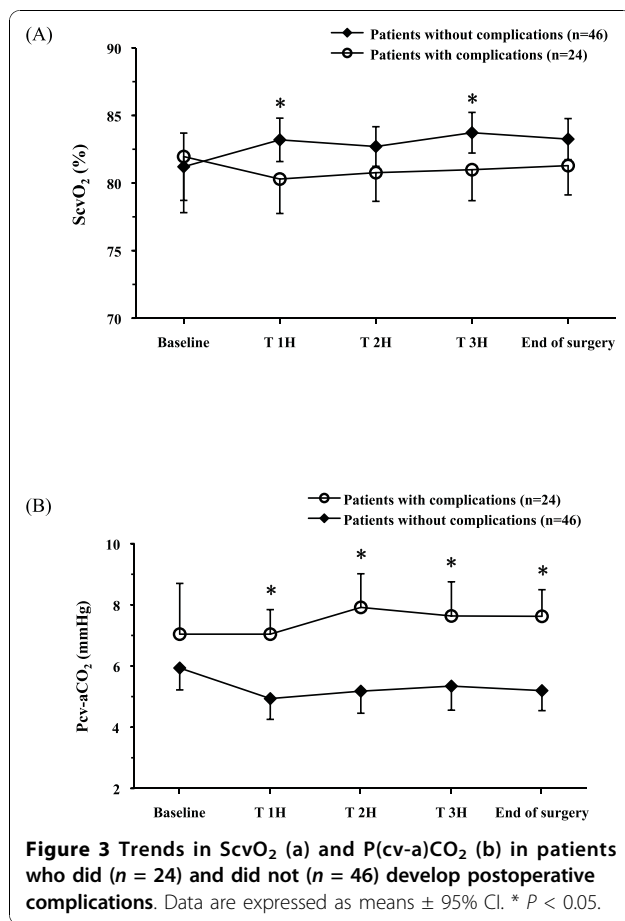 (A)
Patients without complications (n=46)
Patients with complications (n=24)
90
85
80
75
70
ScvO₂ (%)
*
*
Baseline
T 1H
T 2H
T 3H
End of surgery
(B)
Patients with complications (n=24)
Patients without complications (n=46)
10
8
6
4
2
Pcv-aCO₂ (mmHg)
*
*
*
*
Baseline
T 1H
T 2H
T 3H
End of surgery
Figure 3 Trends in ScvO₂ (a) and P(cv-a)CO₂ (b) in patients
who did (n = 24) and did not (n = 46) develop postoperative
complications. Data are expressed as means ± 95% CI. * P < 0.05.